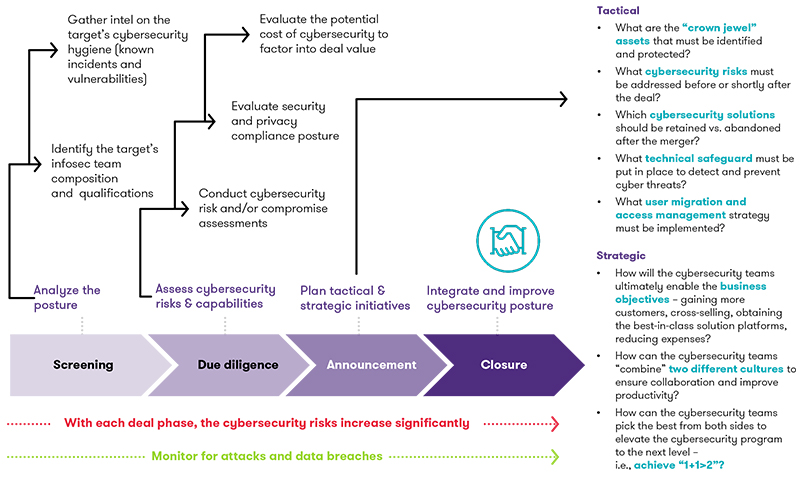 Gather intel on the
target's cybersecurity
hygiene (known
incidents and
vulnerabilities)
Identify the target's
infosec team
composition
and qualifications
Analyze the
posture
Evaluate the potential
cost of cybersecurity to
factor into deal value
Evaluate security
and privacy
compliance posture
Conduct cybersecurity
risk and/or compromise
assessments
Assess cybersecurity
risks & capabilities
Plan tactical &
strategic initiatives
Integrate and improve
cybersecurity posture
Screening
Due diligence
Announcement
Closure
With each deal phase, the cybersecurity risks increase significantly
Monitor for attacks and data breaches
Tactical
• What are the “crown jewel”
assets that must be identified
and protected?
• What cybersecurity risks must
be addressed before or shortly after
the deal?
• Which cybersecurity solutions
should be retained vs. abandoned
after the merger?
• What technical safeguard must be
put in place to detect and prevent
cyber threats?
• What user migration and
access management strategy
must be implemented?
Strategic
• How will the cybersecurity teams
ultimately enable the business
objectives – gaining more
customers, cross-selling, obtaining
the best-in-class solution platforms,
reducing expenses?
• How can the cybersecurity teams
“combine” two different cultures to
ensure collaboration and improve
productivity?
• How can the cybersecurity teams
pick the best from both sides to
elevate the cybersecurity program
to the next level –
i.e., achieve “1+1>2”?